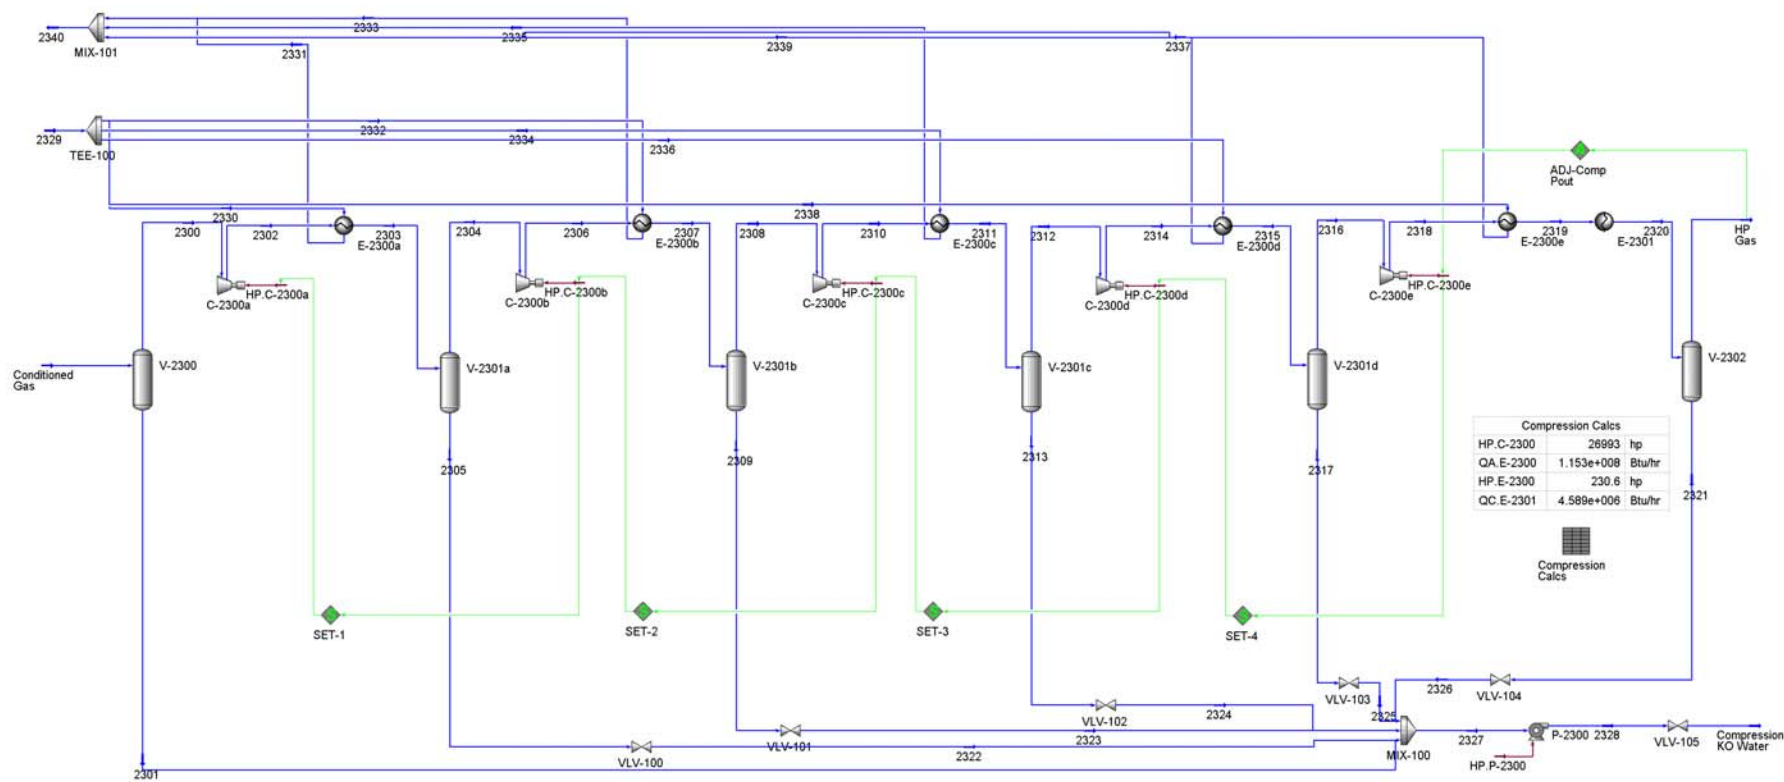 2333
2340
2335
MIX-101
2339
2337
2331
2332
2329
2334
2336
TEE-100
ADJ-Comp
Pout
2330
2338
2300
2302
2303
E-2300a
2304
2306
2307
E-2300b
2308
2310
2311
E-2300c
2312
2314
2315
E-2300d
2316
2318
2319
E-2300e
2320
E-2301
HP
Gas
C-2300a
HP.C-2300a
C-2300b
HP.C-2300b
C-2300c
HP.C-2300c
C-2300d
HP.C-2300d
C-2300e
HP.C-2300e
Conditioned
Gas
V-2300
V-2301a
V-2301b
V-2301c
V-2301d
V-2302
Compression Calcs
HP.C-2300 26993 hp
QA.E-2300 1.153e+008 Btu/hr
HP.E-2300 230.6 hp
QC.E-2301 4.589e+006 Btu/hr
2305
2309
2313
2317
2321
Compression
Calcs
SET-1
SET-2
SET-3
SET-4
VLV-103
2326
VLV-104
VLV-102
2324
2325
VLV-101
2323
VLV-100
2322
MIX-100
2327
P-2300
2328
VLV-105
Compression
KO Water
HP.P-2300
2301